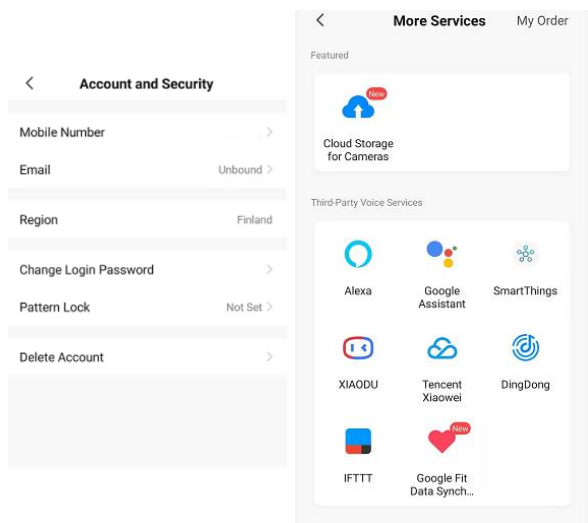 Account and Security
Mobile Number
Email Unbound
Region Finland
Change Login Password
Pattern Lock Not Set
Delete Account
More Services My Order
Featured
New
Cloud Storage
for Cameras
Third-Party Voice Services
Alexa
Google
Assistant
SmartThings
XIAODU
Tencent
Xiaowei
DingDong
IFTTT
New
Google Fit
Data Synch...